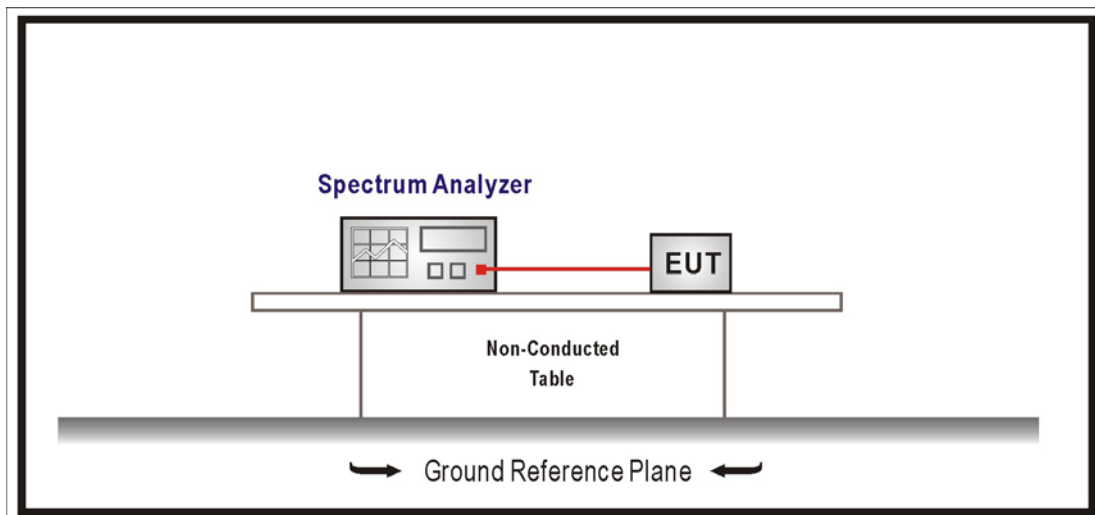 Spectrum Analyzer
EUT
Non-Conducted
Table
Ground Reference Plane